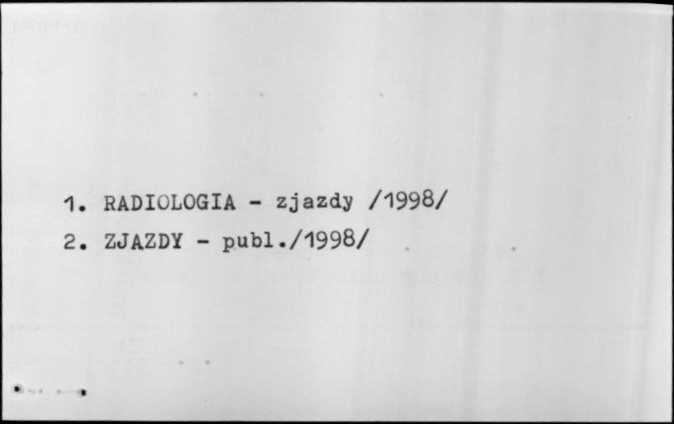 1. RADIOLOGIA - zjazdy /1998/
2. ZJAZDY - publ./1998/